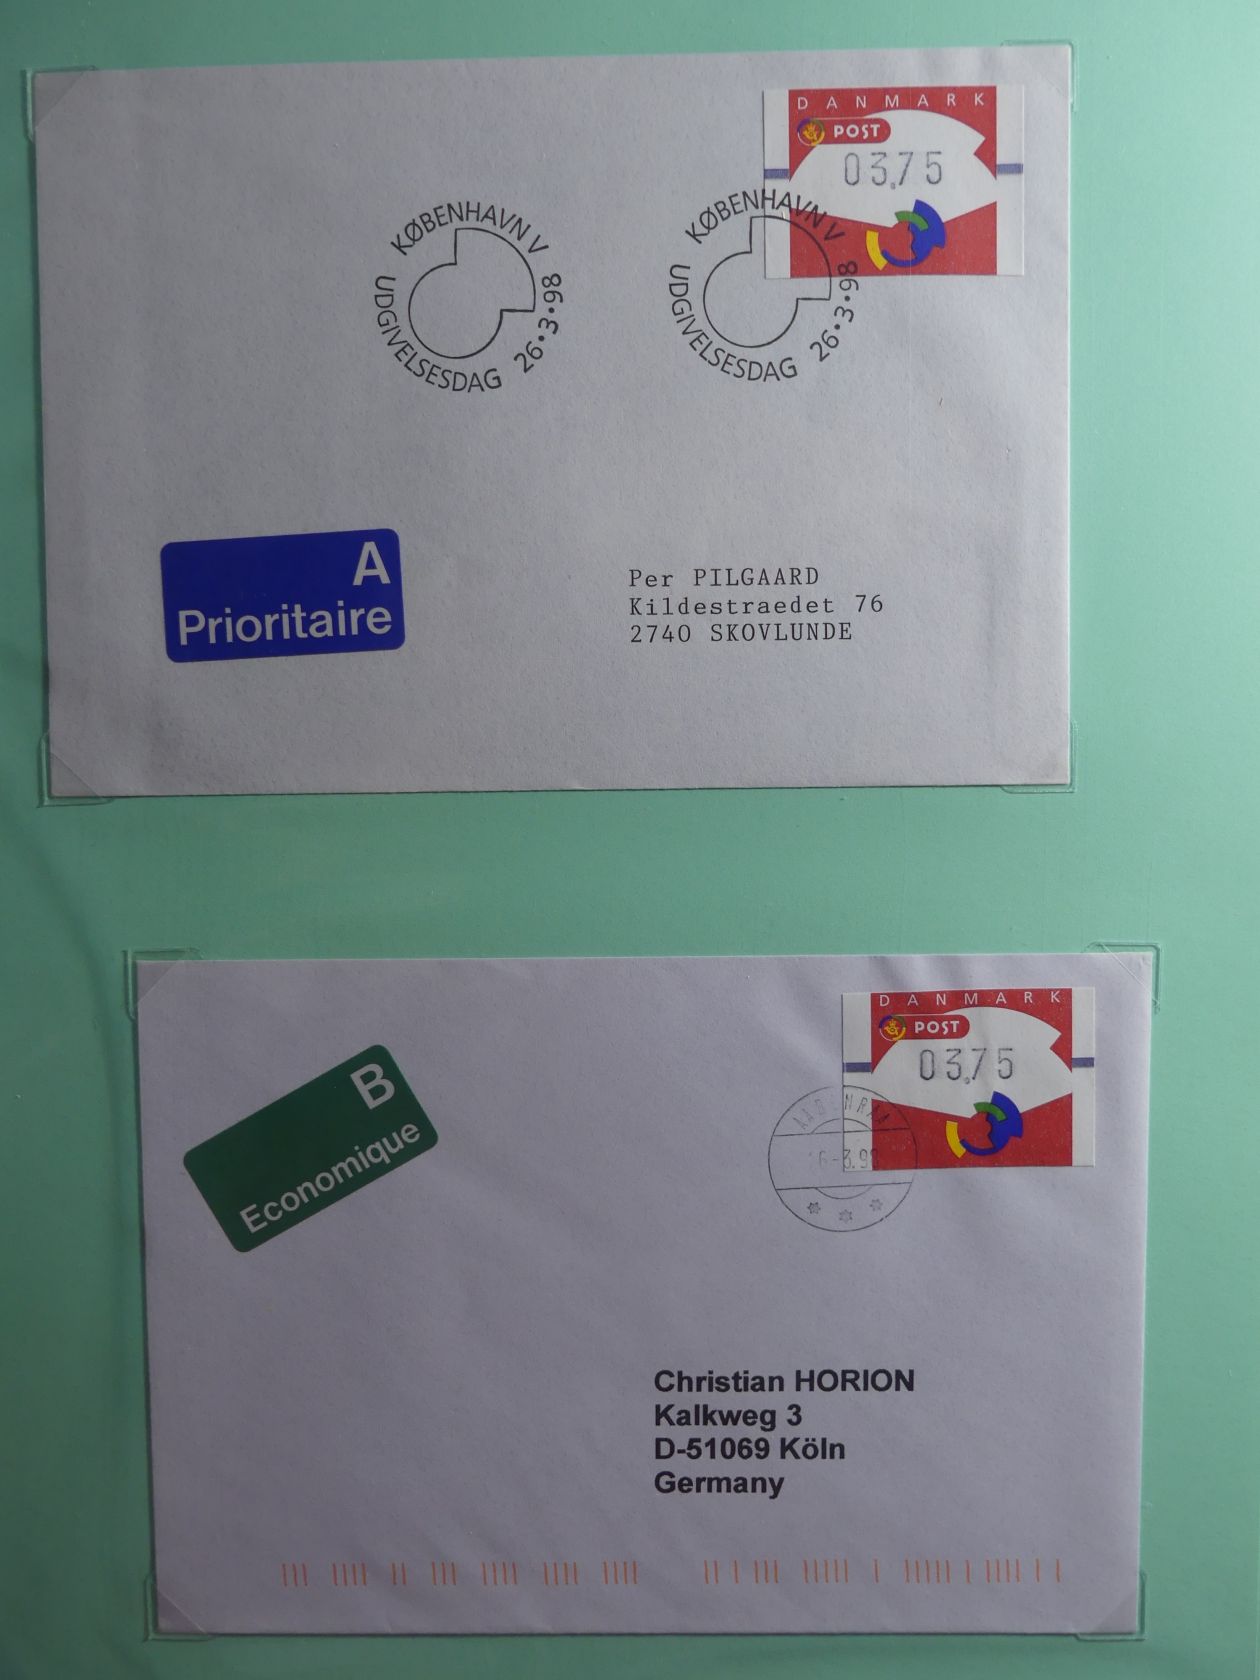 DANMARK
POST
03,75
KØBENHAVN V
UDGIVELSESDAG 26•3•98
KØBENHAVN V
UDGIVELSESDAG 26•3•98
A
Prioritaire
Per PILGAARD
Kildestraedet 76
2740 SKOVLUNDE
DANMARK
POST
03,75
B
Economique
AABENRAA
Christian HORION
Kalkweg 3
D-51069 Köln
Germany